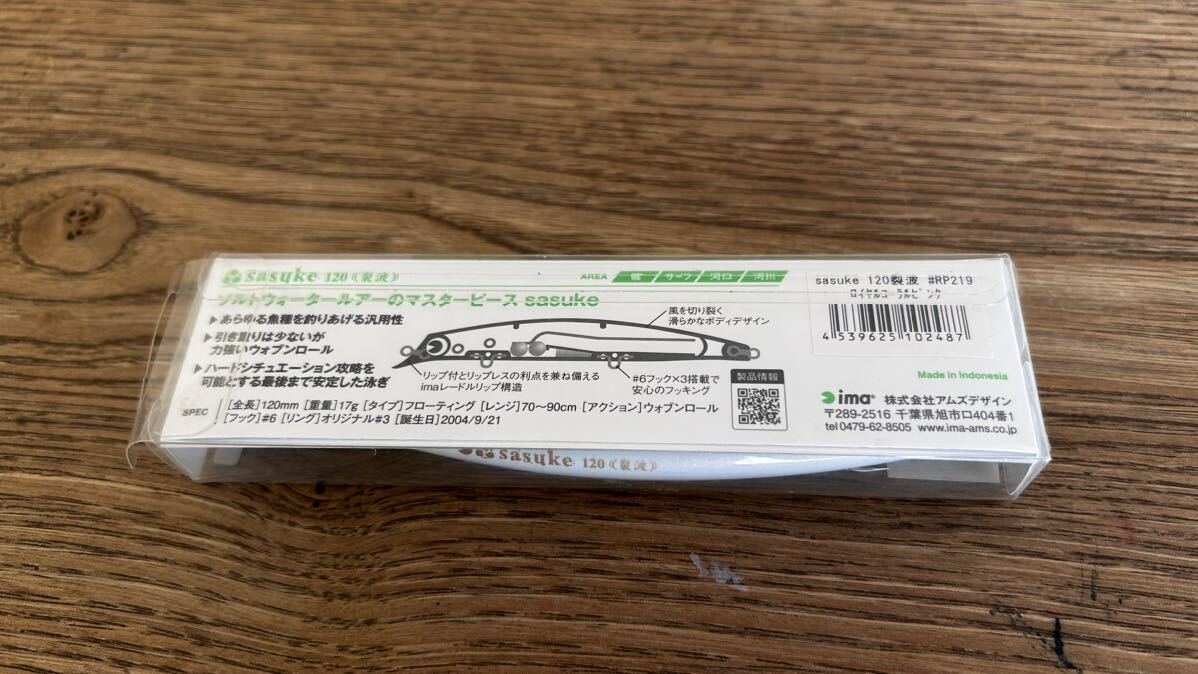 sasuke 120《裂波》
AREA 磯 サーフ 河口 河川
ソルトウォータールアーのマスターピース sasuke
▶あらゆる魚種を釣りあげる汎用性
▶引き割りは少ないが
力強いウォブンロール
▶ハードシチュエーション攻略を
可能とする最後まで安定した泳ぎ
風を切り裂く
滑らかなボディデザイン
リップ付とリップレスの利点を兼ね備える
imaレードルリップ構造
#6フック×3搭載で
安心のフッキング
製品情報
SPEC
[全長]120mm [重量]17g [タイプ]フローティング [レンジ]70〜90cm [アクション]ウォブンロール
[フック]#6 [リング]オリジナル#3 [誕生日]2004/9/21
sasuke 120裂波 #RP219
ロイヤルコーラルピンク
4 539625 102487
Made in Indonesia
ima 株式会社アムズデザイン
〒289-2516 千葉県旭市ロ404番1
tel 0479-62-8505 www.ima-ams.co.jp
sasuke 120《裂波》